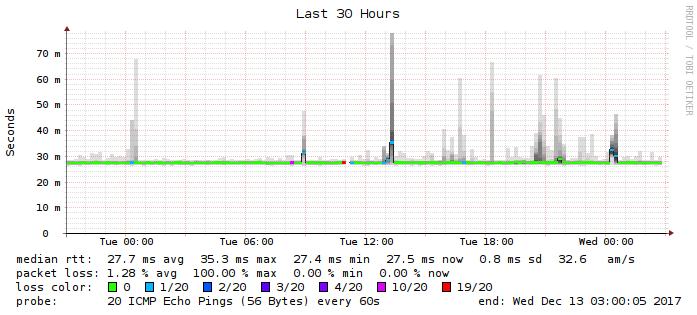 Last 30 Hours
RRDTOOL / TOBI OETIKER
Seconds
70 m
60 m
50 m
40 m
30 m
20 m
10 m
0
Tue 00:00 Tue 06:00 Tue 12:00 Tue 18:00 Wed 00:00
median rtt: 27.7 ms avg 35.3 ms max 27.4 ms min 27.5 ms now 0.8 ms sd 32.6 am/s
packet loss: 1.28 % avg 100.00 % max 0.00 % min 0.00 % now
loss color: 0 1/20 2/20 3/20 4/20 10/20 19/20
probe: 20 ICMP Echo Pings (56 Bytes) every 60s end: Wed Dec 13 03:00:05 2017